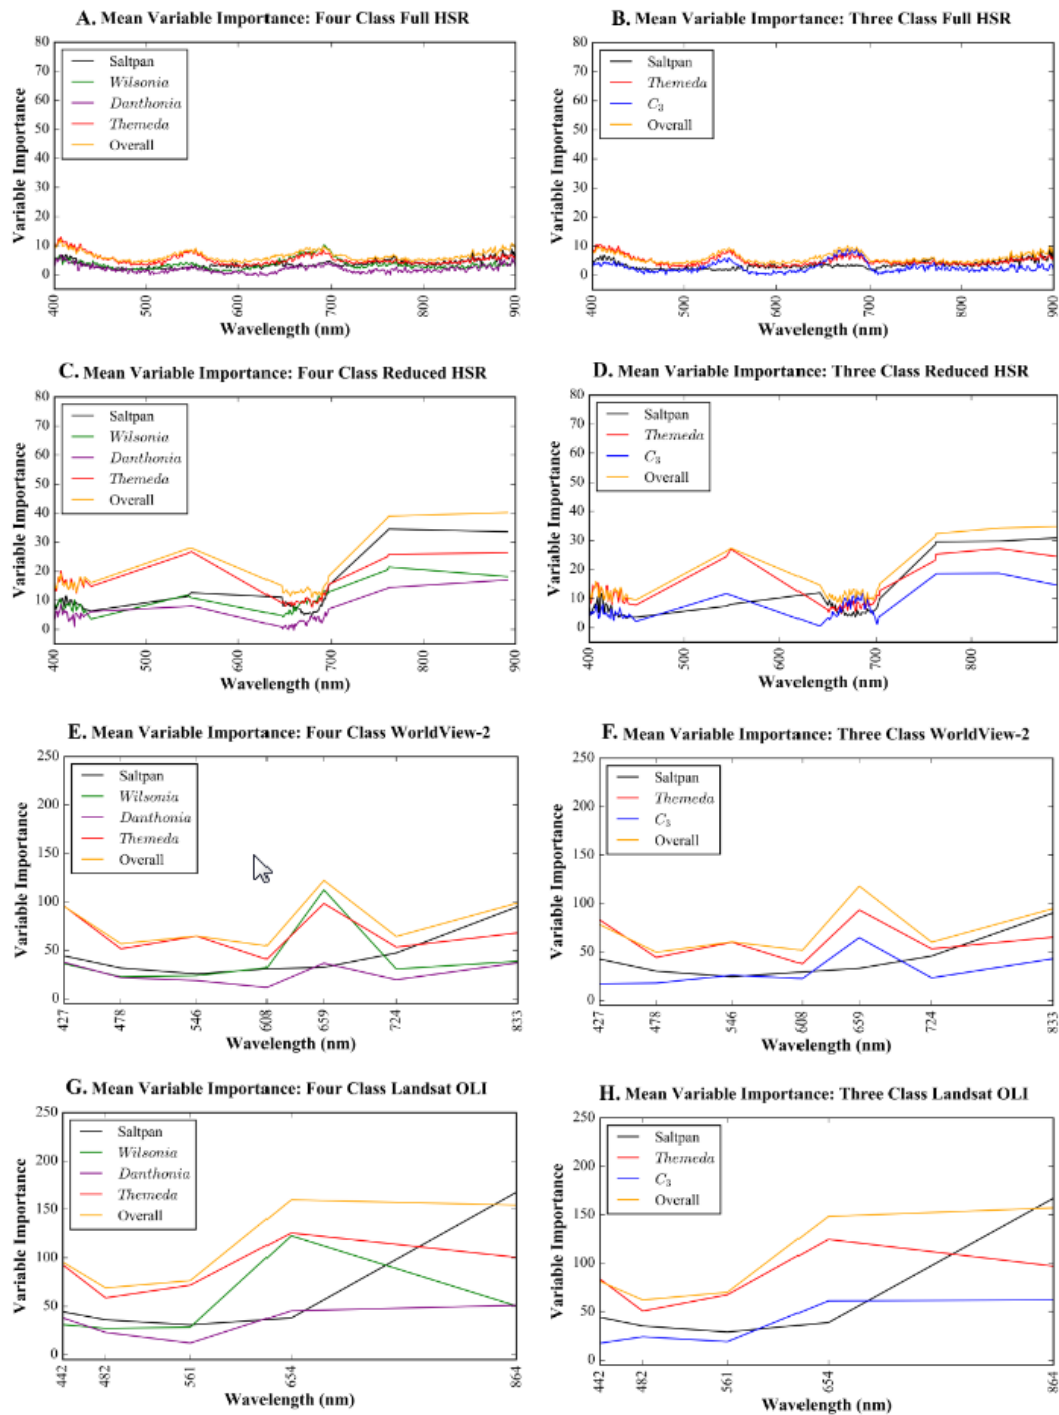 A. Mean Variable Importance: Four Class Full HSR
Variable Importance
80
70
60
50
40
30
20
10
0
Saltpan
Wilsonia
Danthonia
Themeda
Overall
400
500
600
700
800
900
Wavelength (nm)
B. Mean Variable Importance: Three Class Full HSR
Variable Importance
80
70
60
50
40
30
20
10
0
Saltpan
Themeda
C₃
Overall
400
500
600
700
800
900
Wavelength (nm)
C. Mean Variable Importance: Four Class Reduced HSR
Variable Importance
80
70
60
50
40
30
20
10
0
Saltpan
Wilsonia
Danthonia
Themeda
Overall
400
500
600
700
800
900
Wavelength (nm)
D. Mean Variable Importance: Three Class Reduced HSR
Variable Importance
80
70
60
50
40
30
20
10
0
Saltpan
Themeda
C₃
Overall
400
500
600
700
800
Wavelength (nm)
E. Mean Variable Importance: Four Class WorldView-2
Variable Importance
250
200
150
100
50
0
Saltpan
Wilsonia
Danthonia
Themeda
Overall
427
478
546
608
659
724
833
Wavelength (nm)
F. Mean Variable Importance: Three Class WorldView-2
Variable Importance
250
200
150
100
50
0
Saltpan
Themeda
C₃
Overall
427
478
546
608
659
724
833
Wavelength (nm)
G. Mean Variable Importance: Four Class Landsat OLI
Variable Importance
250
200
150
100
50
0
Saltpan
Wilsonia
Danthonia
Themeda
Overall
442
482
561
654
864
Wavelength (nm)
H. Mean Variable Importance: Three Class Landsat OLI
Variable Importance
250
200
150
100
50
0
Saltpan
Themeda
C₃
Overall
442
482
561
654
864
Wavelength (nm)